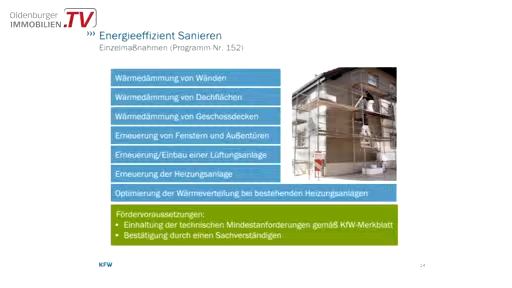 Oldenburger
IMMOBILIEN.TV
››› Energieeffizient Sanieren
Einzelmaßnahmen (Programm Nr. 152)
Wärmedämmung von Wänden
Wärmedämmung von Dachflächen
Wärmedämmung von Geschossdecken
Erneuerung von Fenstern und Außentüren
Erneuerung/Einbau einer Lüftungsanlage
Erneuerung der Heizungsanlage
Optimierung der Wärmeverteilung bei bestehenden Heizungsanlagen
Fördervoraussetzungen:
• Einhaltung der technischen Mindestanforderungen gemäß KfW-Merkblatt
• Bestätigung durch einen Sachverständigen
KFW